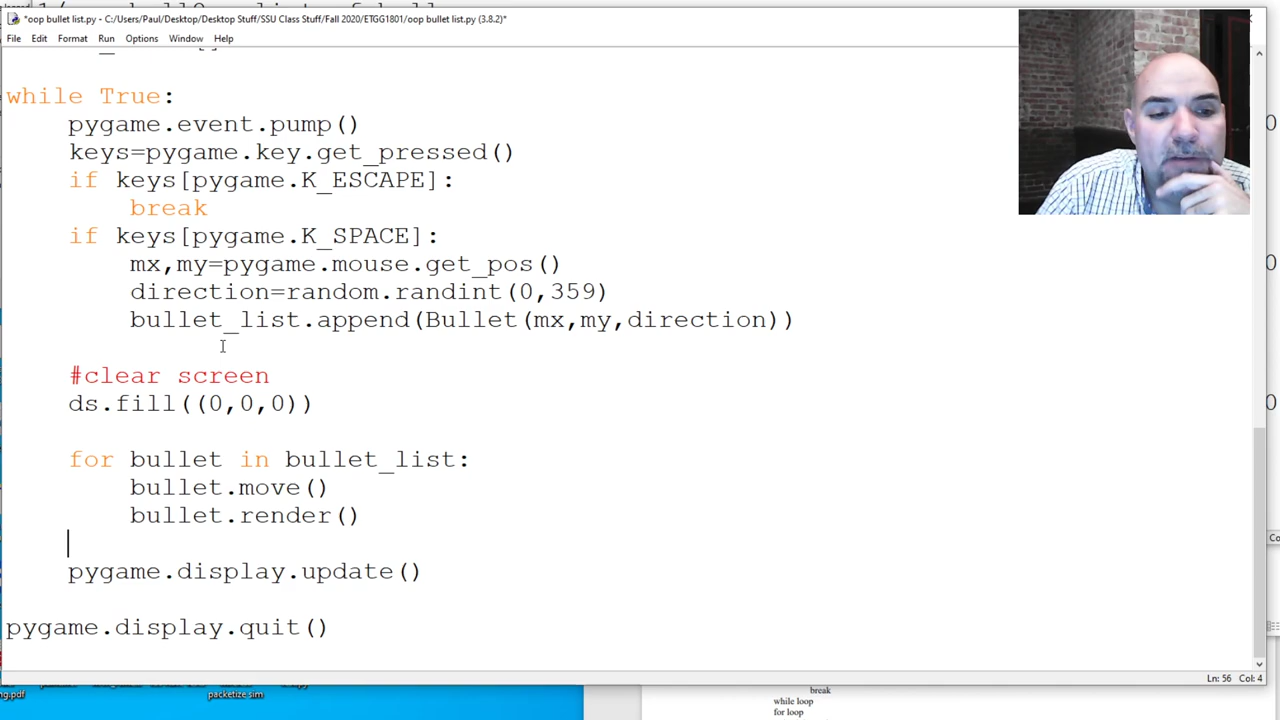 *oop bullet list.py - C:/Users/Paul/Desktop/Desktop Stuff/SSU Class Stuff/Fall 2020/ETGG1801/oop bullet list.py (3.8.2)*
File Edit Format Run Options Window Help
while True:
pygame.event.pump()
keys=pygame.key.get_pressed()
if keys[pygame.K_ESCAPE]:
break
if keys[pygame.K_SPACE]:
mx,my=pygame.mouse.get_pos()
direction=random.randint(0,359)
bullet_list.append(Bullet(mx,my,direction))
#clear screen
ds.fill((0,0,0))
for bullet in bullet_list:
bullet.move()
bullet.render()
pygame.display.update()
pygame.display.quit()
Ln: 56 Col: 4
packetize sim
break
while loop
for loop